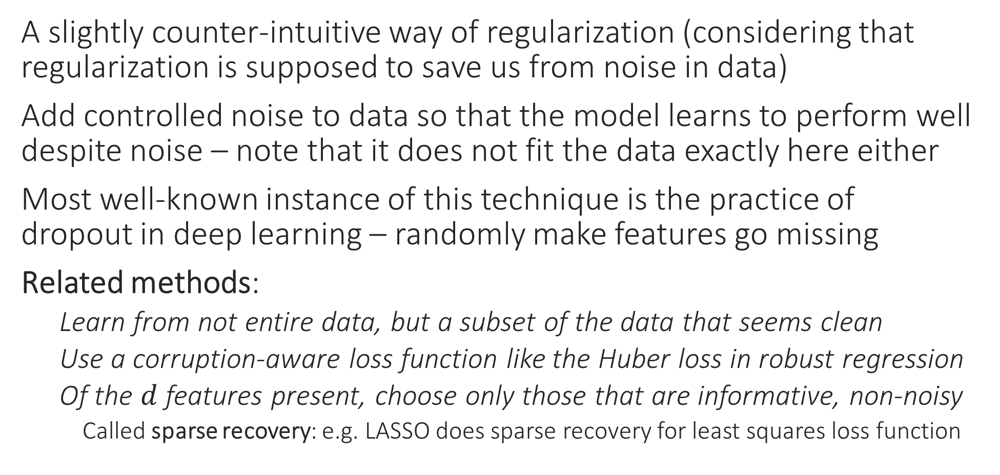 A slightly counter-intuitive way of regularization (considering that
regularization is supposed to save us from noise in data)
Add controlled noise to data so that the model learns to perform well
despite noise – note that it does not fit the data exactly here either
Most well-known instance of this technique is the practice of
dropout in deep learning – randomly make features go missing
Related methods:
Learn from not entire data, but a subset of the data that seems clean
Use a corruption-aware loss function like the Huber loss in robust regression
Of the d features present, choose only those that are informative, non-noisy
Called sparse recovery: e.g. LASSO does sparse recovery for least squares loss function